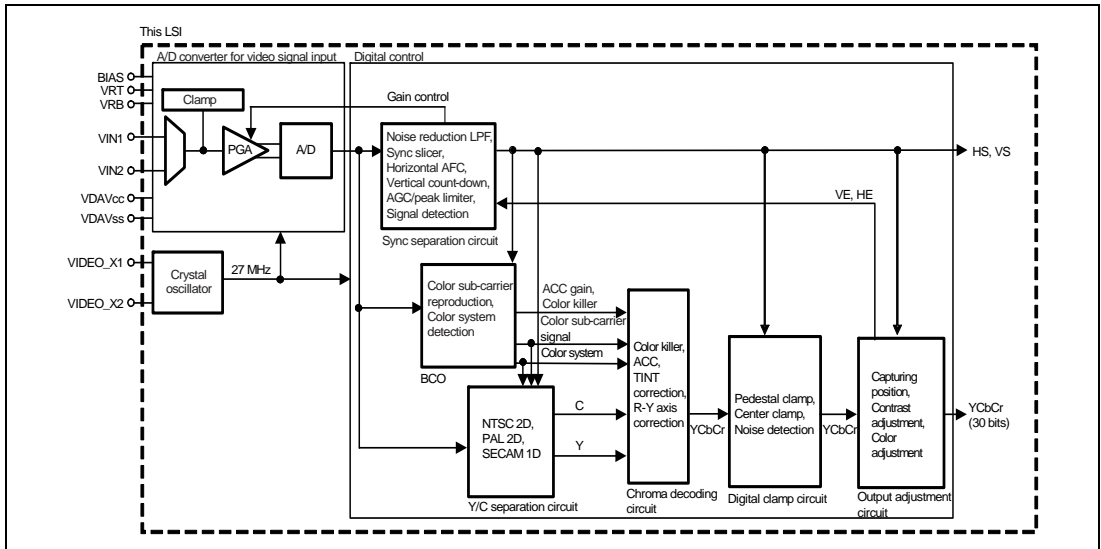 This LSI
A/D converter for video signal input
Digital control
BIAS
VRT
VRB
VIN1
VIN2
VDAVcc
VDAVss
VIDEO_X1
VIDEO_X2
Clamp
PGA
A/D
Gain control
Noise reduction LPF,
Sync slicer,
Horizontal AFC,
Vertical count-down,
AGC/peak limiter,
Signal detection
Sync separation circuit
HS, VS
VE, HE
Crystal
oscillator
27 MHz
Color sub-carrier
reproduction,
Color system
detection
BCO
ACC gain,
Color killer
Color sub-carrier
signal
Color system
NTSC 2D,
PAL 2D,
SECAM 1D
Y/C separation circuit
C
Y
Color killer,
ACC,
TINT
correction,
R-Y axis
correction
Chroma decoding
circuit
YCbCr
Pedestal clamp,
Center clamp,
Noise detection
Digital clamp circuit
YCbCr
Capturing
position,
Contrast
adjustment,
Color
adjustment
Output adjustment
circuit
YCbCr
(30 bits)